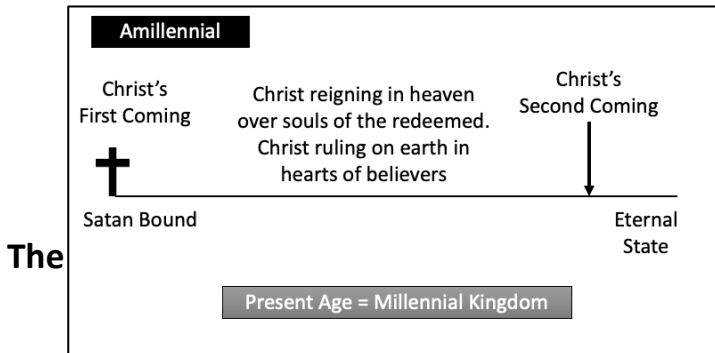 Amillennial
Christ's
First Coming
Christ reigning in heaven
over souls of the redeemed.
Christ ruling on earth in
hearts of believers
Christ's
Second Coming
Satan Bound
Eternal
State
The
Present Age = Millennial Kingdom